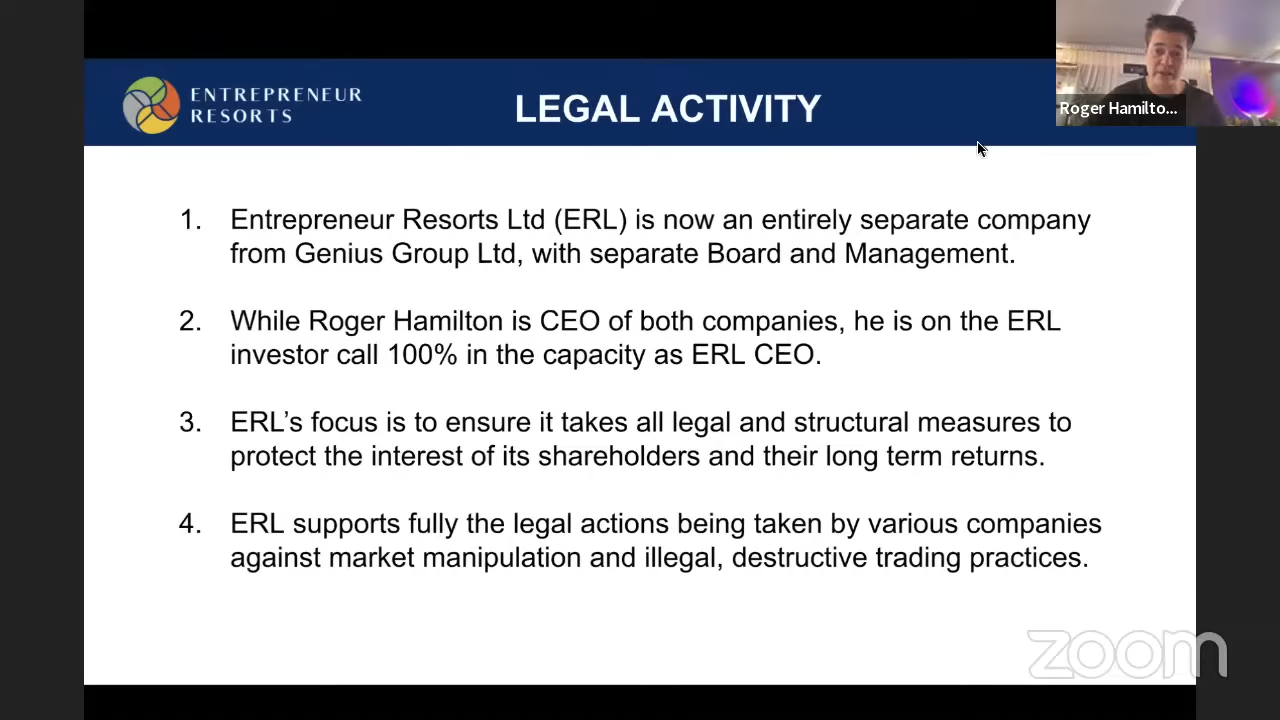 ENTREPRENEUR
RESORTS
LEGAL ACTIVITY
Roger Hamilto...
1. Entrepreneur Resorts Ltd (ERL) is now an entirely separate company
from Genius Group Ltd, with separate Board and Management.
2. While Roger Hamilton is CEO of both companies, he is on the ERL
investor call 100% in the capacity as ERL CEO.
3. ERL’s focus is to ensure it takes all legal and structural measures to
protect the interest of its shareholders and their long term returns.
4. ERL supports fully the legal actions being taken by various companies
against market manipulation and illegal, destructive trading practices.
zoom